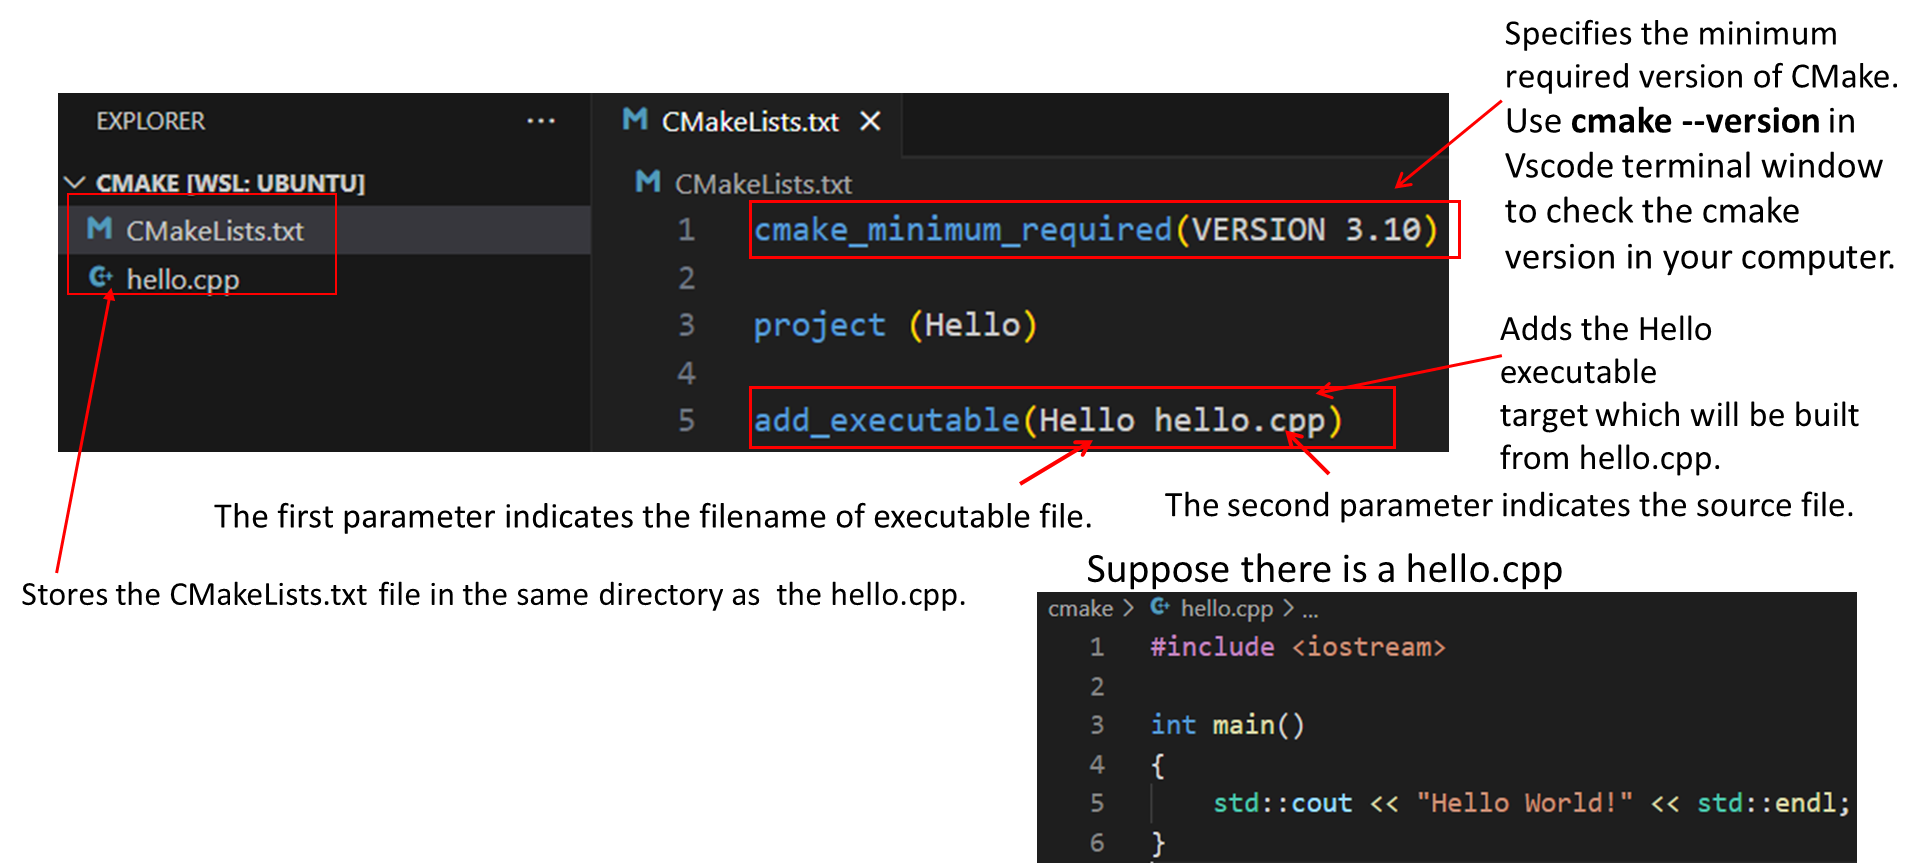 Specifies the minimum
required version of CMake.
Use cmake --version in
Vscode terminal window
to check the cmake
version in your computer.
EXPLORER ...
CMAKE [WSL: UBUNTU]
CMakeLists.txt
hello.cpp
CMakeLists.txt
CMakeLists.txt
1 cmake_minimum_required(VERSION 3.10)
2
3 project (Hello)
4
5 add_executable(Hello hello.cpp)
Adds the Hello
executable
target which will be built
from hello.cpp.
The first parameter indicates the filename of executable file.
The second parameter indicates the source file.
Stores the CMakeLists.txt file in the same directory as the hello.cpp.
Suppose there is a hello.cpp
cmake > hello.cpp > ...
1 #include <iostream>
2
3 int main()
4 {
5 std::cout << "Hello World!" << std::endl;
6 }